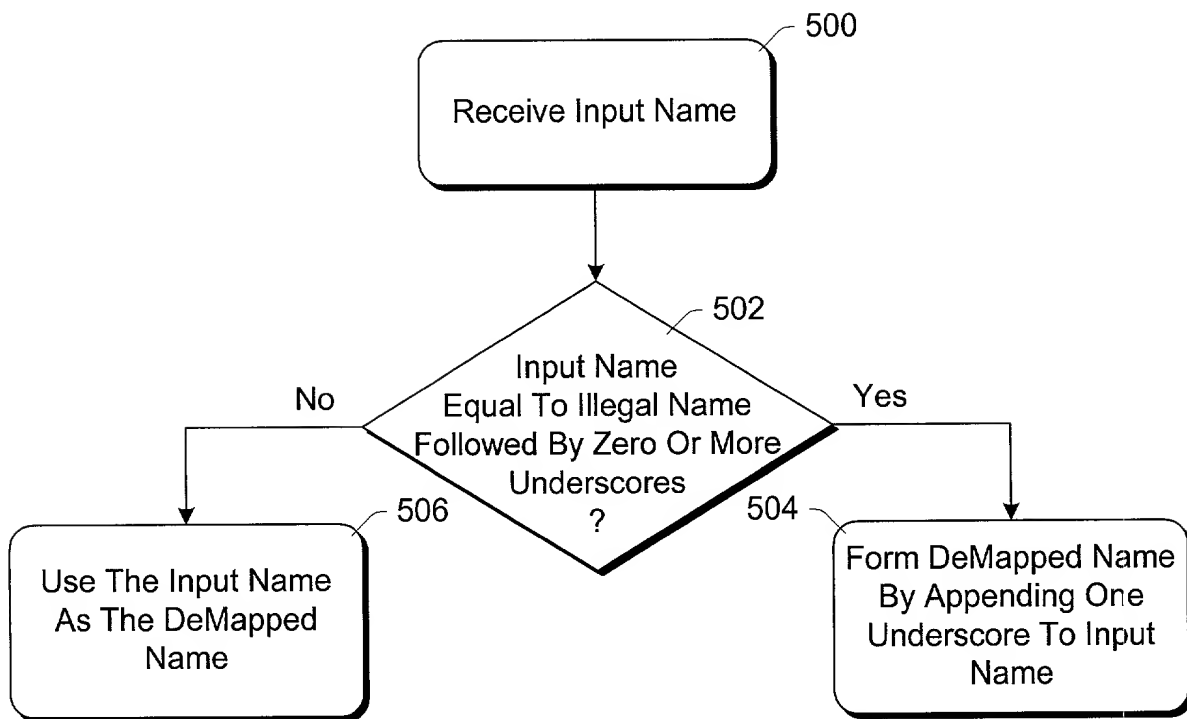 500
Receive Input Name
502
Input Name
Equal To Illegal Name
Followed By Zero Or More
Underscores
?
No
Yes
506
Use The Input Name
As The DeMapped
Name
504
Form DeMapped Name
By Appending One
Underscore To Input
Name